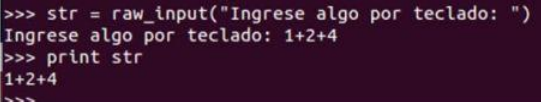 >>> str = raw_input("Ingrese algo por teclado: ")
Ingrese algo por teclado: 1+2+4
>>> print str
1+2+4
>>>